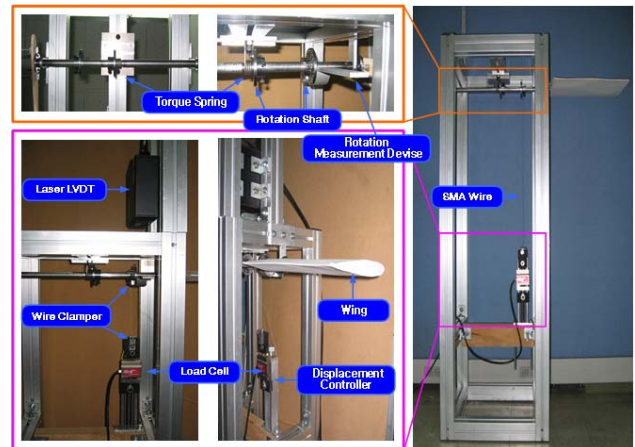 Torque Spring
Rotation Shaft
Rotation
Measurement Devise
Laser LVDT
SMA Wire
Wire Clamper
Wing
Load Cell
Displacement
Controller